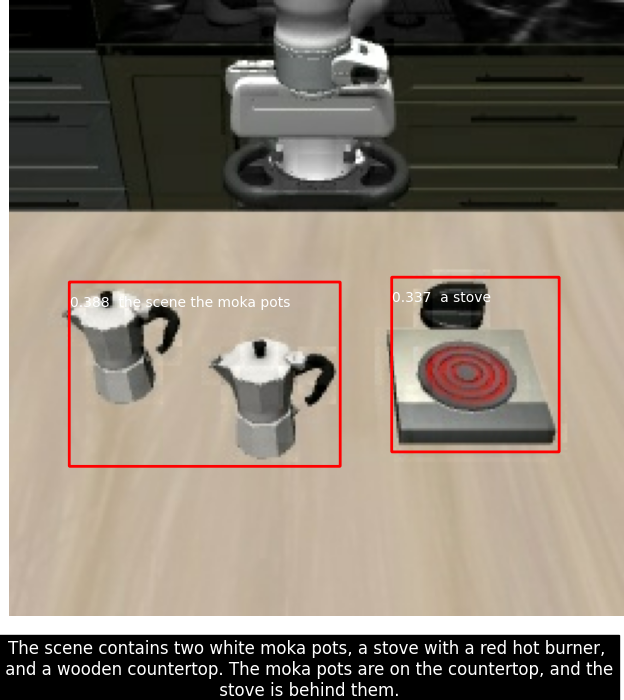 0.388 the scene the moka pots
0.337 a stove
The scene contains two white moka pots, a stove with a red hot burner,
and a wooden countertop. The moka pots are on the countertop, and the
stove is behind them.